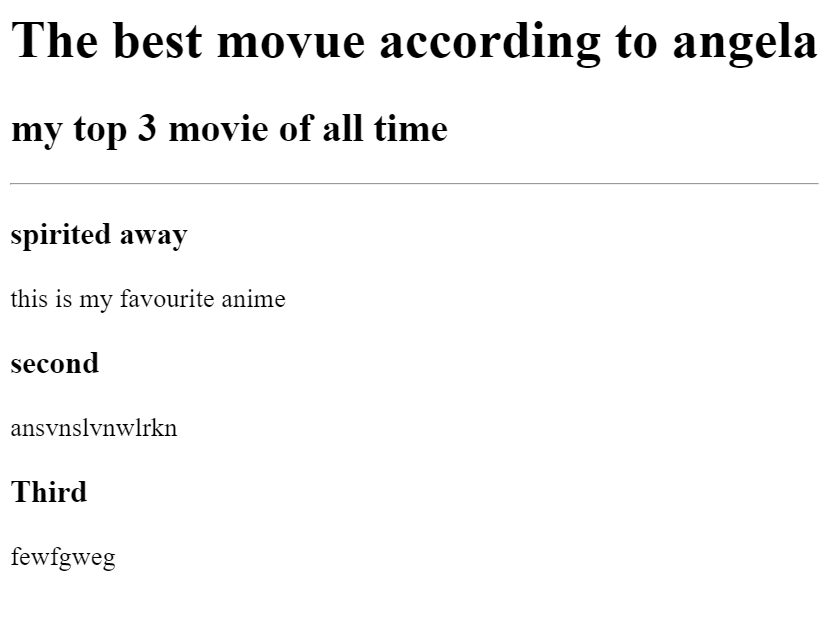 The best movue according to angela
my top 3 movie of all time
spirited away
this is my favourite anime
second
ansvnslvnwlrkn
Third
fewfgweg